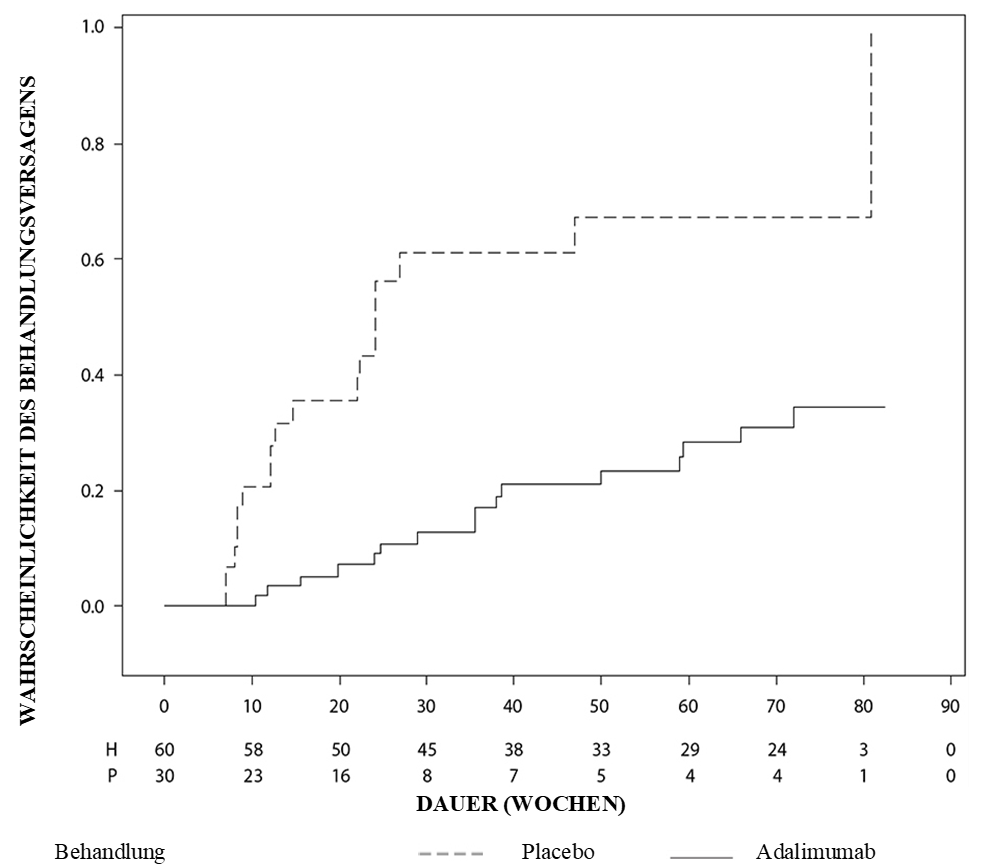 WAHRSCHEINLICHKEIT DES BEHANDLUNGSVERSAGENS
1.0
0.8
0.6
0.4
0.2
0.0
0 10 20 30 40 50 60 70 80 90
H 60 58 50 45 38 33 29 24 3 0
P 30 23 16 8 7 5 4 4 1 0
DAUER (WOCHEN)
Behandlung Placebo Adalimumab